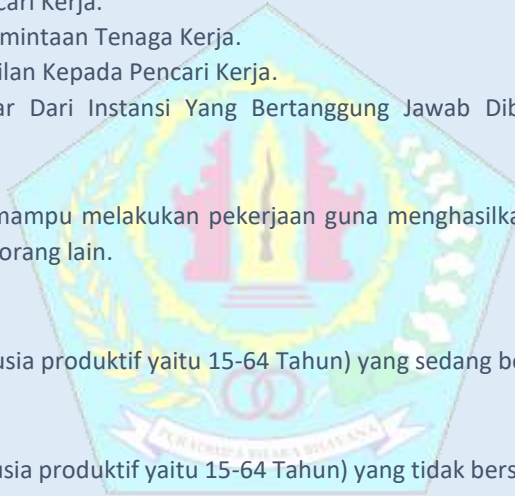 cari Kerja.
mintaan Tenaga Kerja.
ilan Kepada Pencari Kerja.
ar Dari Instansi Yang Bertanggung Jawab Dib
mampu melakukan pekerjaan guna menghasilka
orang lain.
usia produktif yaitu 15-64 Tahun) yang sedang be
usia produktif yaitu 15-64 Tahun) yang tidak bers